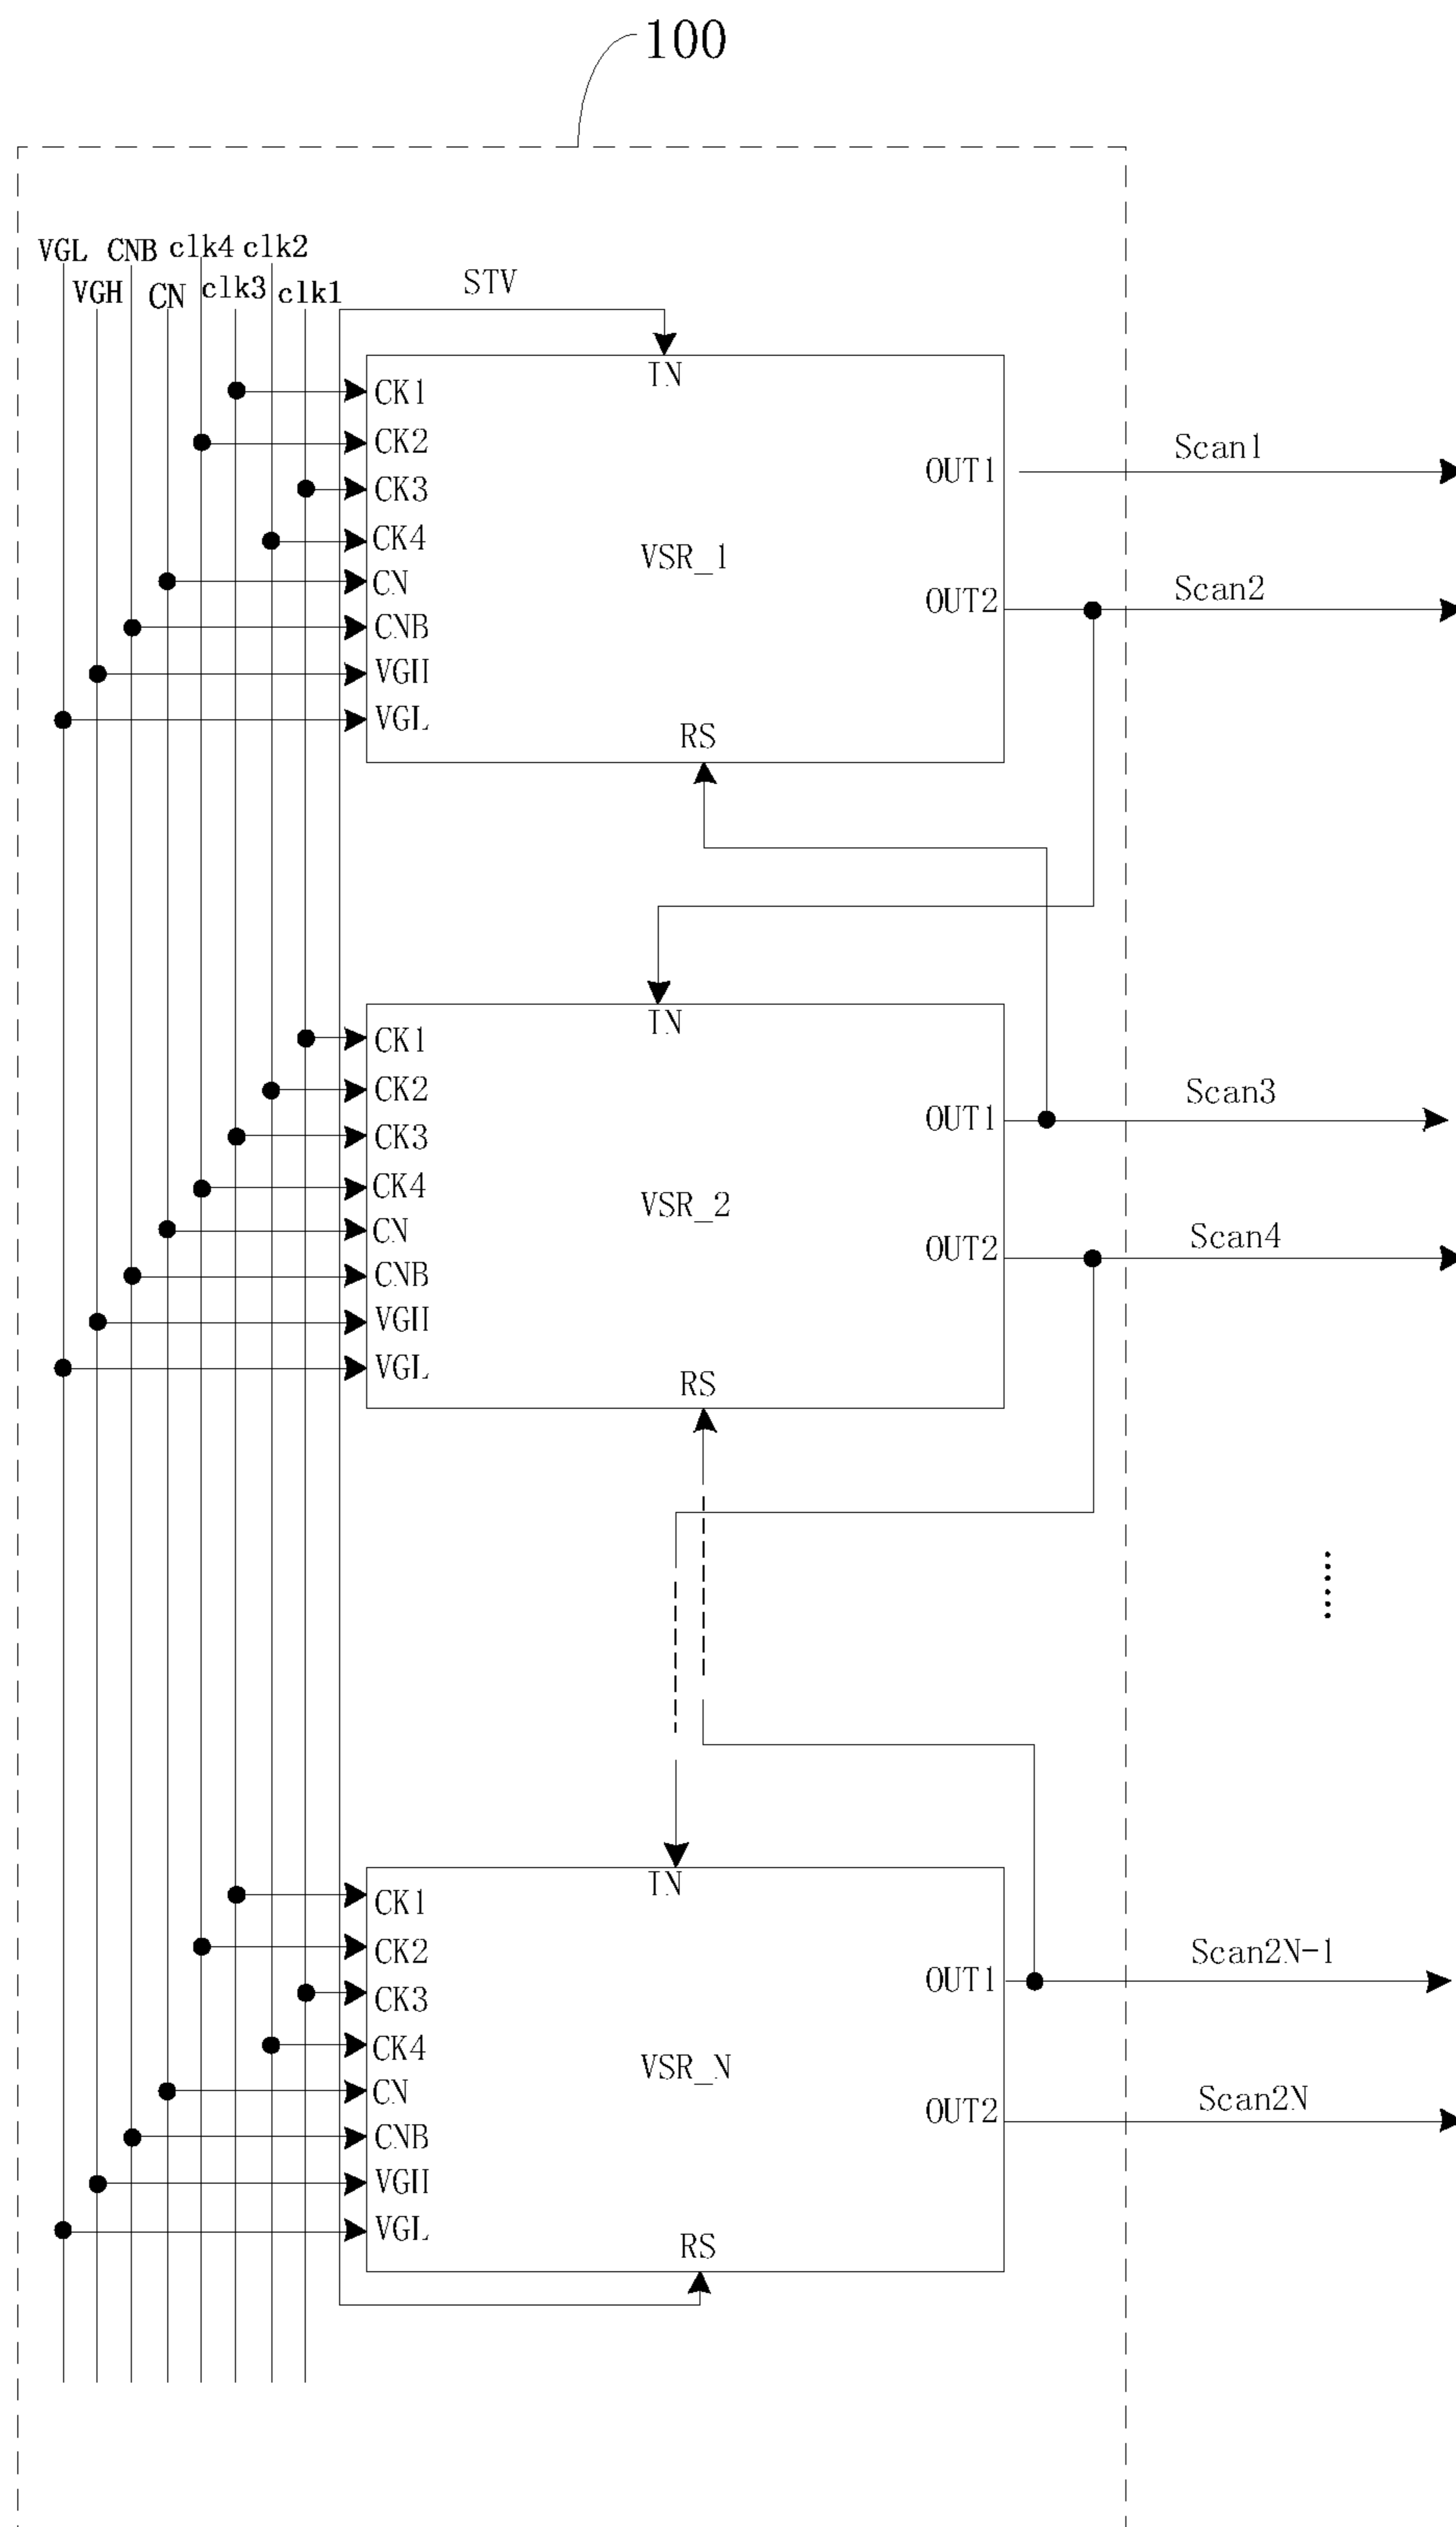 100
VGL CNB clk4 clk2
VGH CN clk3 clk1
STV
IN
CK1
CK2
CK3
CK4
CN
CNB
VGH
VGL
VSR_1
OUT1
OUT2
RS
Scan1
Scan2
IN
CK1
CK2
CK3
CK4
CN
CNB
VGH
VGL
VSR_2
OUT1
OUT2
RS
Scan3
Scan4
IN
CK1
CK2
CK3
CK4
CN
CNB
VGH
VGL
VSR_N
OUT1
OUT2
RS
Scan2N-1
Scan2N